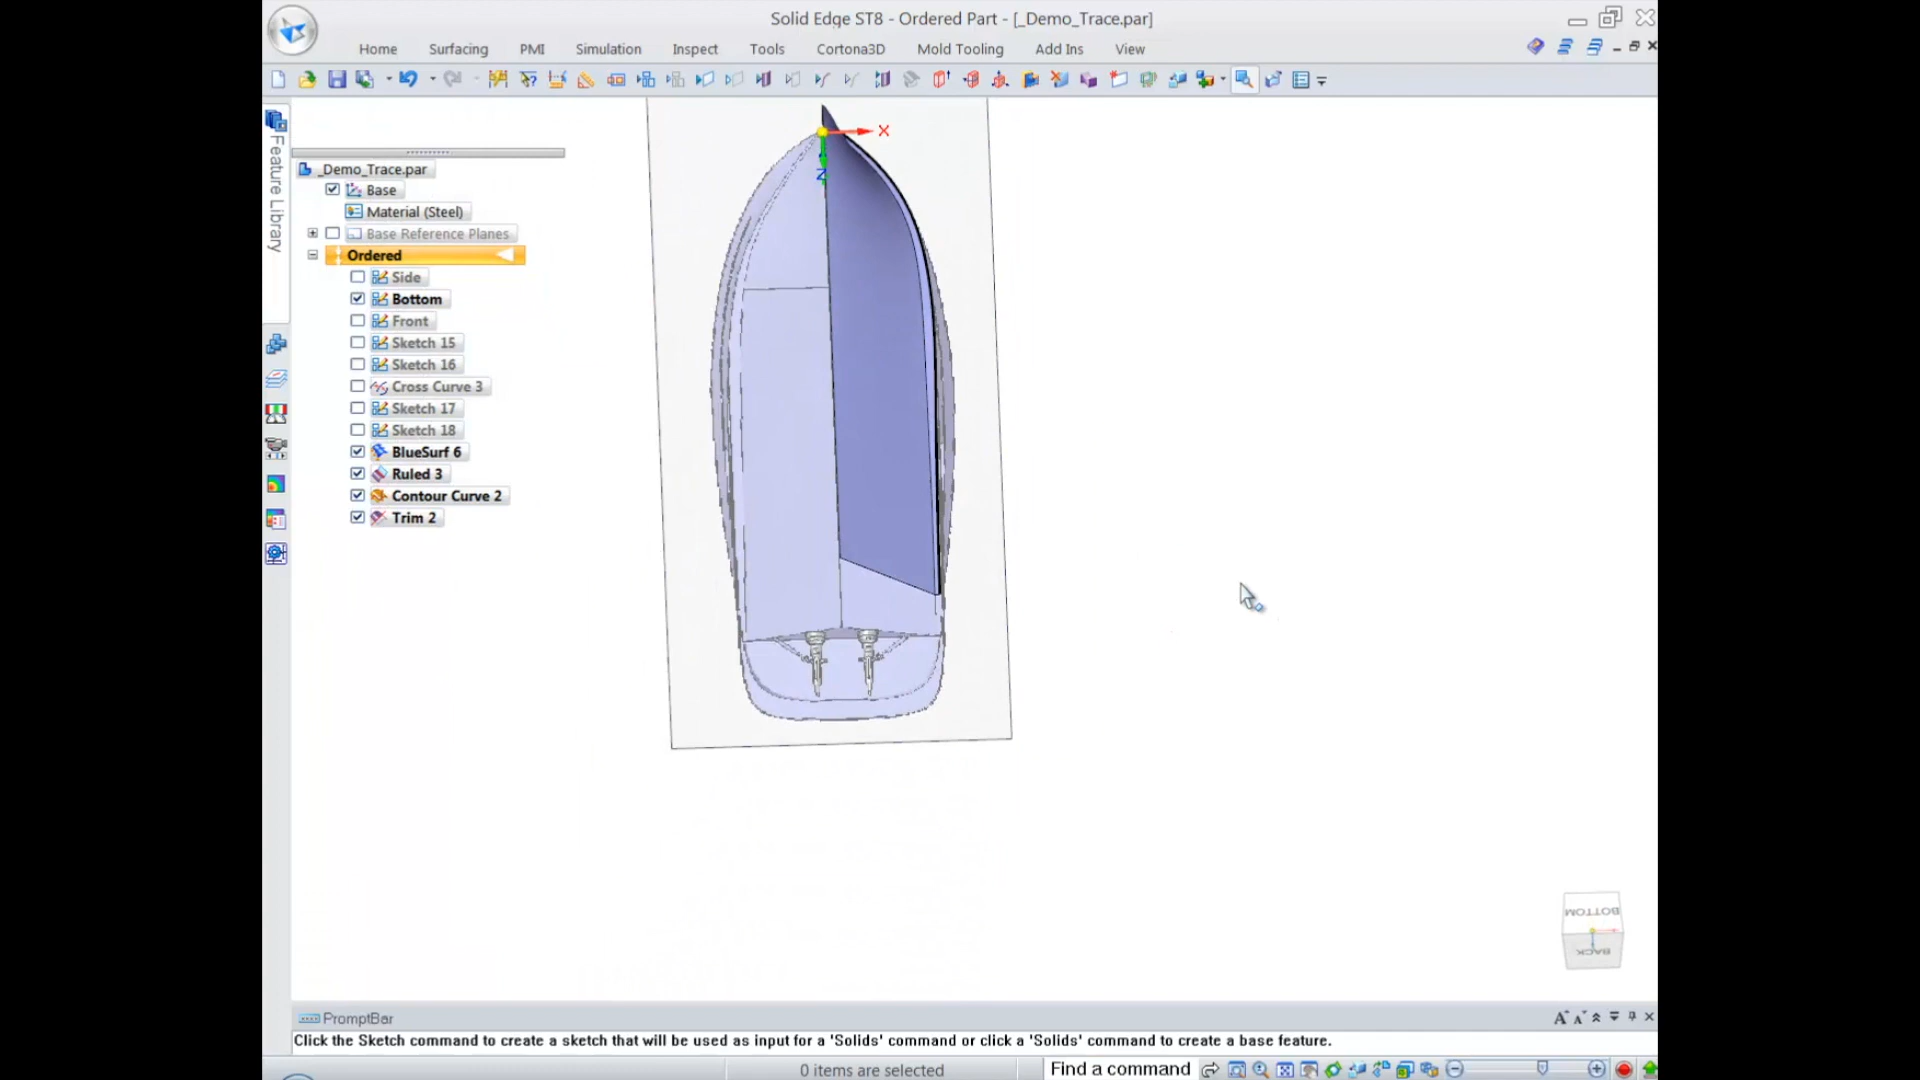 Solid Edge ST8 - Ordered Part - [_Demo_Trace.par]
Home Surfacing PMI Simulation Inspect Tools Cortona3D Mold Tooling Add Ins View
Feature Library
_Demo_Trace.par
Base
Material (Steel)
Base Reference Planes
Ordered
Side
Bottom
Front
Sketch 15
Sketch 16
Cross Curve 3
Sketch 17
Sketch 18
BlueSurf 6
Ruled 3
Contour Curve 2
Trim 2
X
Z
BOTTOM
BACK
PromptBar
Click the Sketch command to create a sketch that will be used as input for a 'Solids' command or click a 'Solids' command to create a base feature.
0 items are selected
Find a command